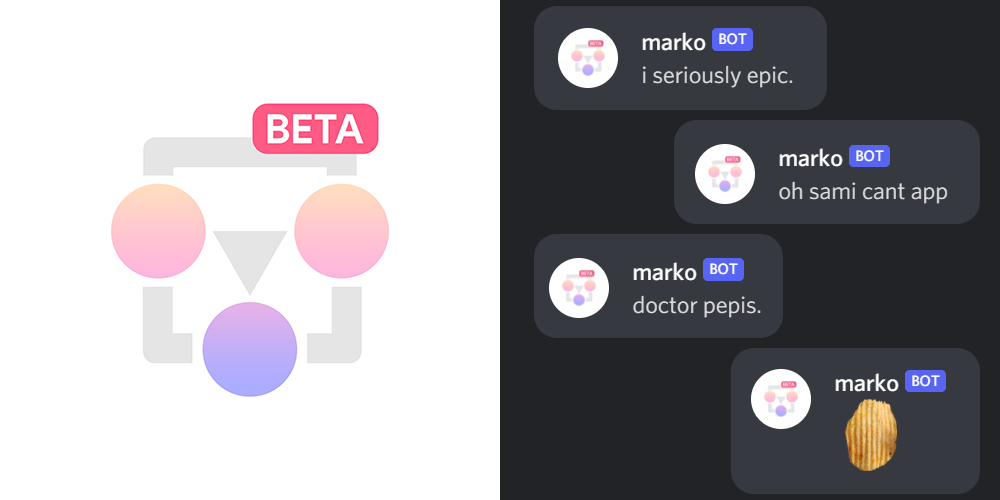 BETA
marko BOT
i seriously epic.
marko BOT
oh sami cant app
marko BOT
doctor pepis.
marko BOT